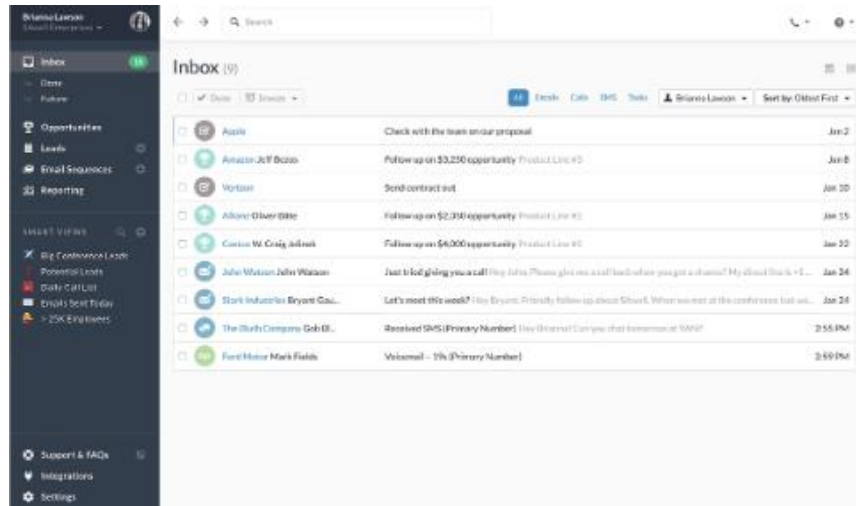 Brianna Lawson
Search
Inbox
Done
Future
Opportunities
Leads
Email Sequences
Reporting
SMART VIEWS
Big Conference Leads
Potential Leads
Daily Call List
Emails Sent Today
> 25K Employees
Support & FAQs
Integrations
Settings
Inbox (9)
Done Snooze
All Emails Calls SMS Tasks Brianna Lawson Sort by: Oldest First
Apple Check with the team on our proposal Jan 2
Amazon Jeff Bezos Follow up on $3,250 opportunity Product Line #3 Jan 8
Verizon Send contract out Jan 10
Allianz Oliver Bäte Follow up on $2,350 opportunity Product Line Jan 15
W. Craig Jelinek Follow up on $4,000 opportunity Product Line Jan 22
John Watson John Watson Just tried giving you a call Hey John, Please give me a call back when you get a chance? My direct line is Jan 24
Stark Industries Bryant Let's meet this week? Hey Bryant, Friendly follow up about When we met at the conference last Jan 24
The Bluth Company Gob Bl... Received SMS (Primary Number) Hey Brianna! Can you chat tomorrow at 2:55 PM
Ford Motor Mark Fields Voicemail – 19s (Primary Number) 2:59 PM